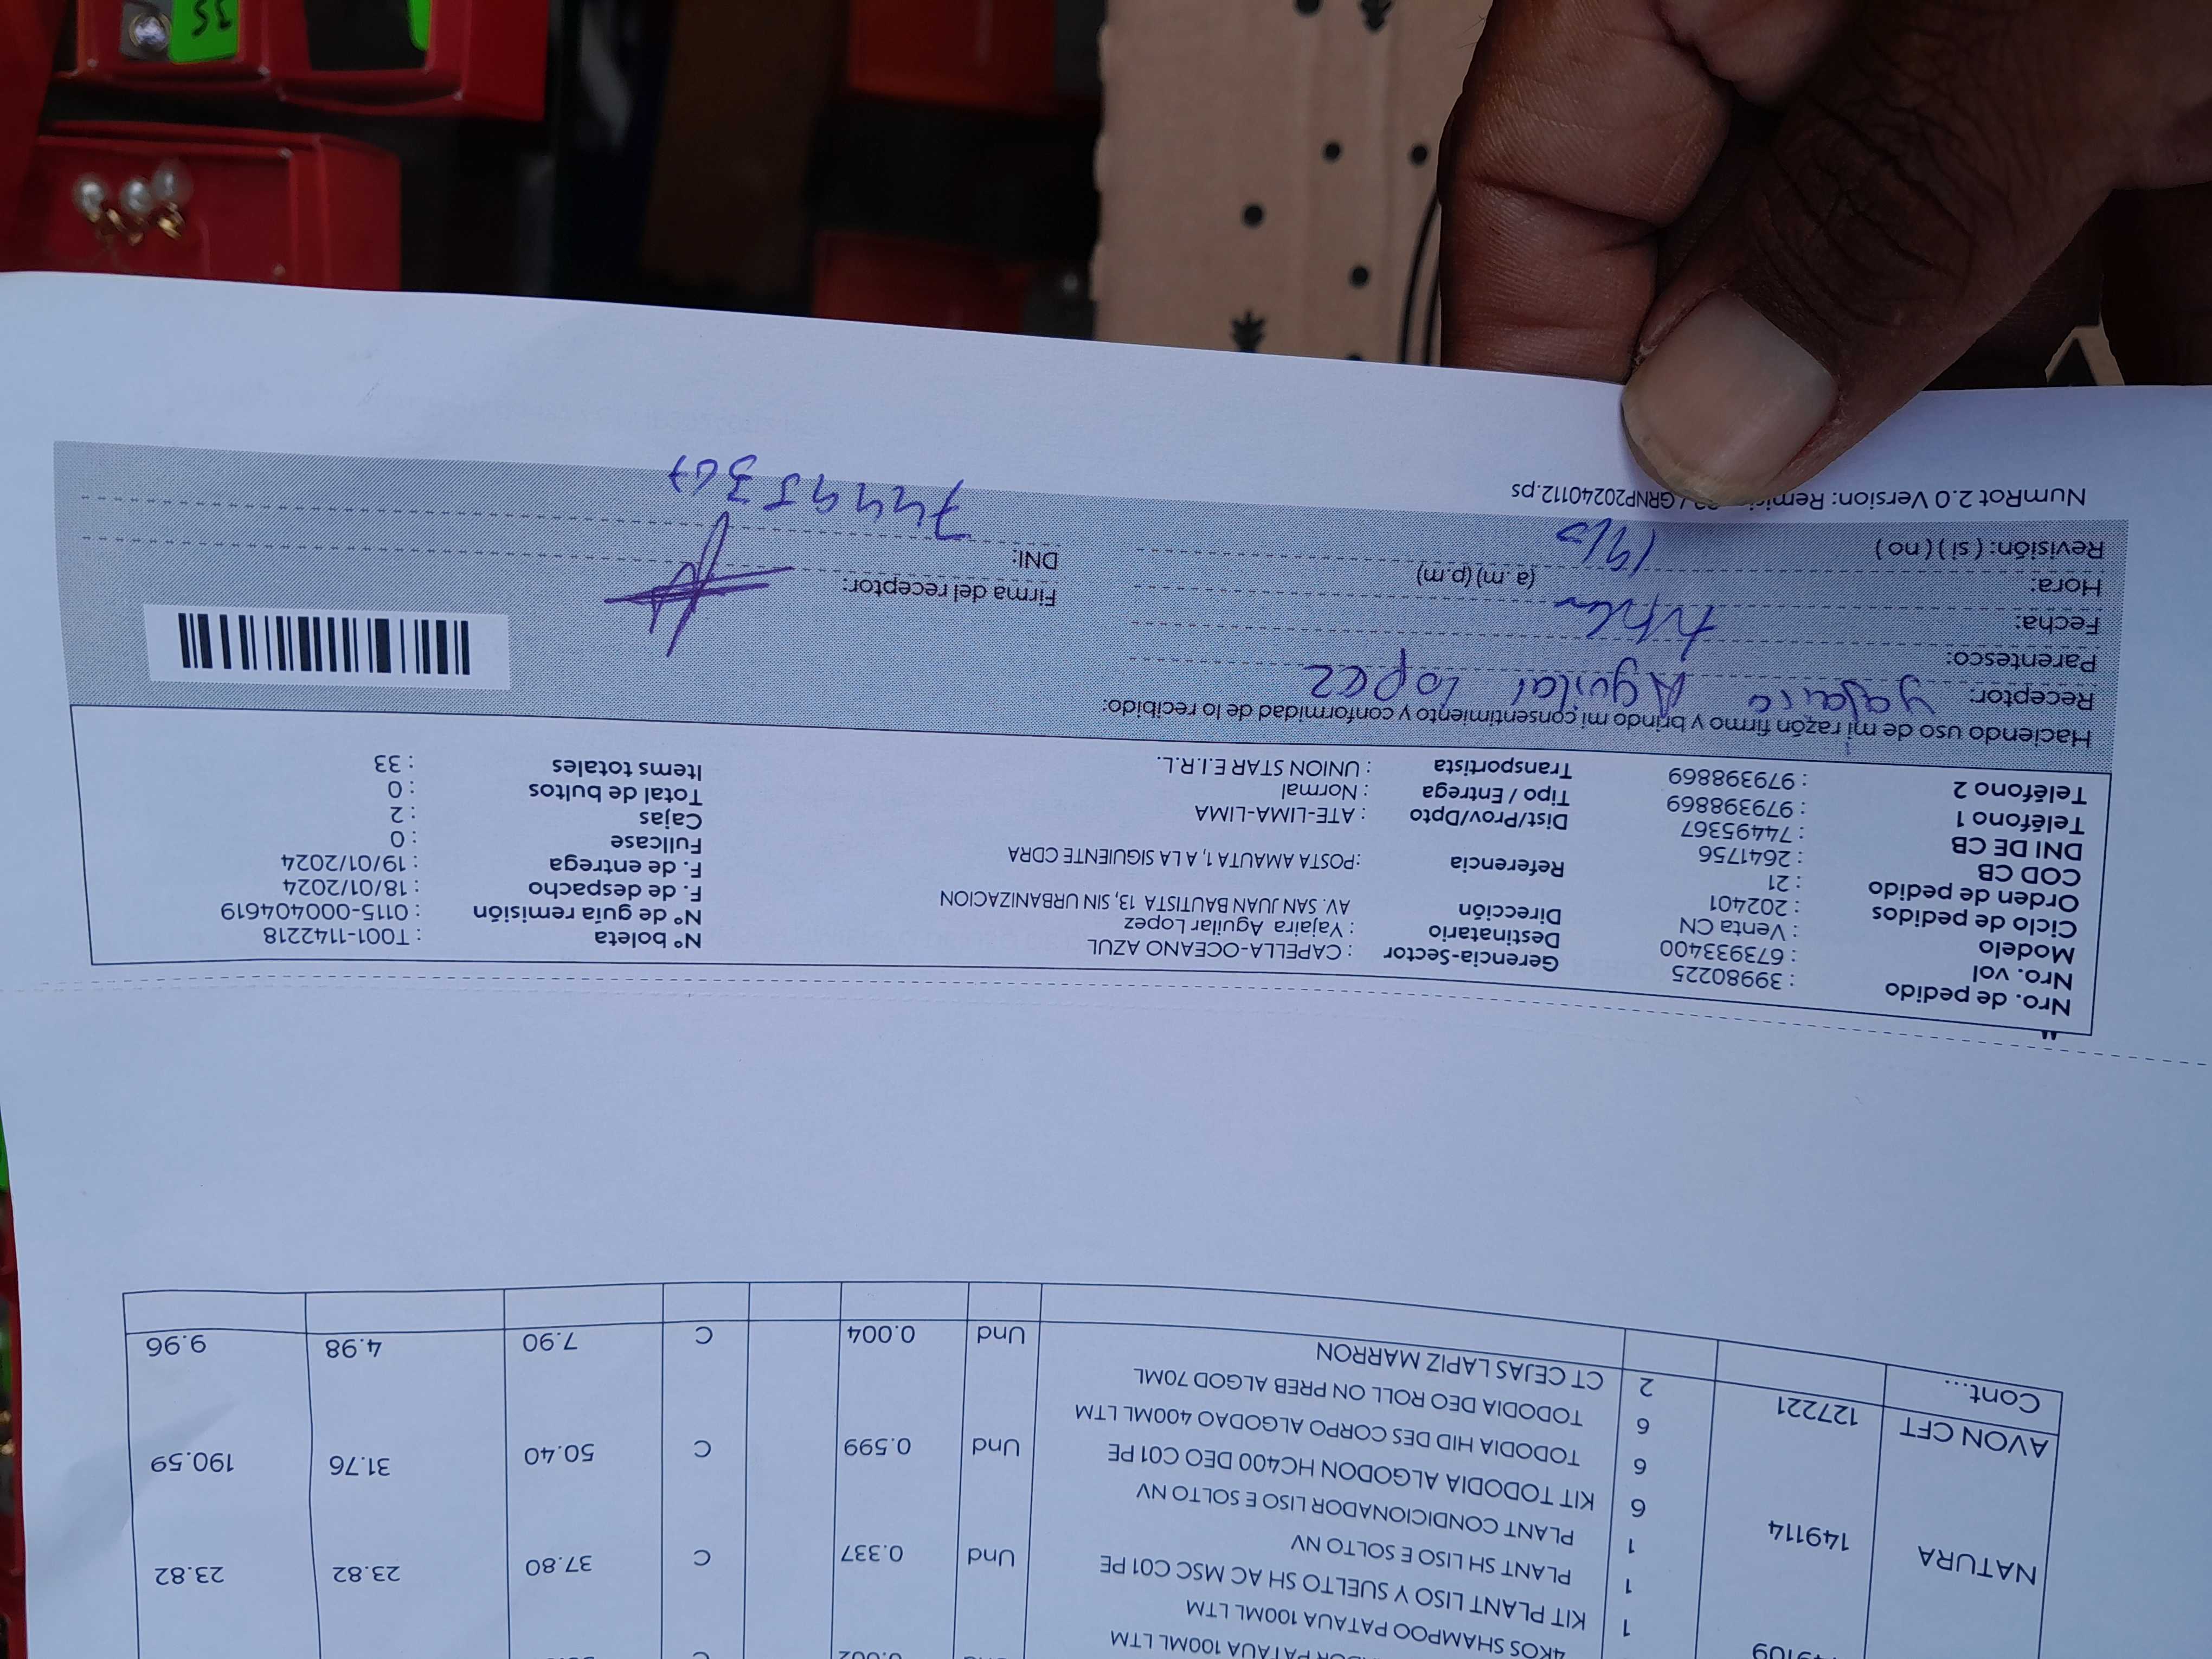 PATAUA 100ML LTM
4KOS SHAMPOO PATAUA 100ML LTM
1 KIT PLANT LISO Y SUELTO SH AC MSC C01 PE Und 0.337 C 37.80 23.82 23.82
1 PLANT SH LISO E SOLTO NV
1 PLANT CONDICIONADOR LISO E SOLTO NV
NATURA 149114 6 KIT TODODIA ALGODON HC400 DEO C01 PE Und 0.599 C 50.40 31.76 190.59
6 TODODIA HID DES CORPO ALGODAO 400ML LTM
6 TODODIA DEO ROLL ON PREB ALGOD 70ML
AVON CFT 127221 2 CT CEJAS LAPIZ MARRON Und 0.004 C 7.90 4.98 9.96
Cont...
Nro. de pedido : 39980225 Gerencia-Sector : CAPELLA-OCEANO AZUL N° boleta : T001-1142218
Nro. vol : 673933400 Destinatario : Yajaira Aguilar Lopez N° de guía remisión : 0115-000404619
Modelo : Venta CN Dirección AV. SAN JUAN BAUTISTA 13, SIN URBANIZACION F. de despacho : 18/01/2024
Ciclo de pedidos : 202401 F. de entrega : 19/01/2024
Orden de pedido : 21 Referencia :POSTA AMAUTA 1, A LA SIGUIENTE CDRA Fullcase : 0
COD CB : 2641756 Cajas : 2
DNI DE CB : 74495367 Dist/Prov/Dpto : ATE-LIMA-LIMA Total de bultos : 0
Teléfono 1 : 979398869 Tipo / Entrega : Normal Items totales : 33
Teléfono 2 : 979398869 Transportista : UNION STAR E.I.R.L.
Haciendo uso de mi razón firmo y brindo mi consentimiento y conformidad de lo recibido:
Receptor: Aguilar Lopez
Parentesco:
Fecha: Firma del receptor:
Hora: (a. m) (p.m) DNI: 74495367
Revisión: ( si ) ( no )
NumRot 2.0 Version: GRNP20240112.ps